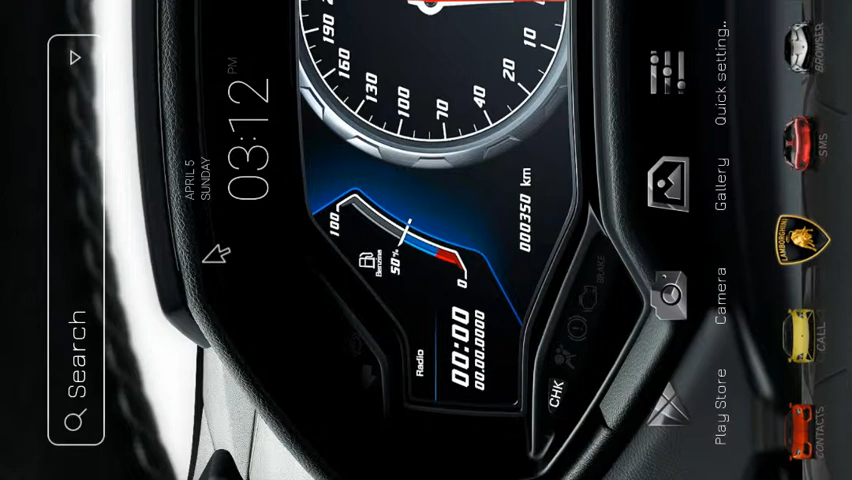 Search
APRIL 5
SUNDAY
03:12 PM
190
160
130
100
70
40
20
10
100
50%
0
Benzina
000350 km
Radio
00:00
00.00.0000
CHK
BRAKE
Play Store
Camera
Gallery
Quick setting..
CONTACTS
CALL
LAMBORGHINI
SMS
BROWSER